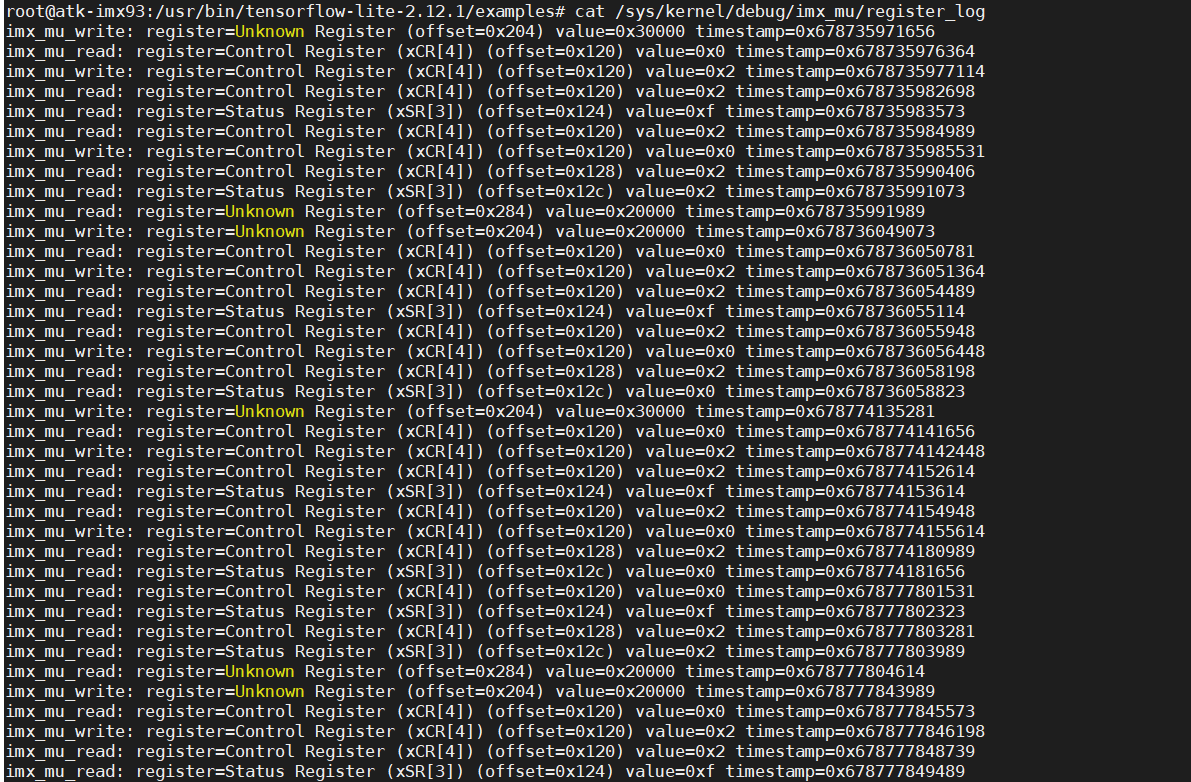 root@atk-imx93:/usr/bin/tensorflow-lite-2.12.1/examples# cat /sys/kernel/debug/imx_mu/register_log
imx_mu_write: register=Unknown Register (offset=0x204) value=0x30000 timestamp=0x678735971656
imx_mu_read: register=Control Register (xCR[4]) (offset=0x120) value=0x0 timestamp=0x678735976364
imx_mu_write: register=Control Register (xCR[4]) (offset=0x120) value=0x2 timestamp=0x678735977114
imx_mu_read: register=Control Register (xCR[4]) (offset=0x120) value=0x2 timestamp=0x678735982698
imx_mu_read: register=Status Register (xSR[3]) (offset=0x124) value=0xf timestamp=0x678735983573
imx_mu_read: register=Control Register (xCR[4]) (offset=0x120) value=0x2 timestamp=0x678735984989
imx_mu_write: register=Control Register (xCR[4]) (offset=0x120) value=0x0 timestamp=0x678735985531
imx_mu_read: register=Control Register (xCR[4]) (offset=0x128) value=0x2 timestamp=0x678735990406
imx_mu_read: register=Status Register (xSR[3]) (offset=0x12c) value=0x2 timestamp=0x678735991073
imx_mu_read: register=Unknown Register (offset=0x284) value=0x20000 timestamp=0x678735991989
imx_mu_write: register=Unknown Register (offset=0x204) value=0x20000 timestamp=0x678736049073
imx_mu_read: register=Control Register (xCR[4]) (offset=0x120) value=0x0 timestamp=0x678736050781
imx_mu_write: register=Control Register (xCR[4]) (offset=0x120) value=0x2 timestamp=0x678736051364
imx_mu_read: register=Control Register (xCR[4]) (offset=0x120) value=0x2 timestamp=0x678736054489
imx_mu_read: register=Status Register (xSR[3]) (offset=0x124) value=0xf timestamp=0x678736055114
imx_mu_read: register=Control Register (xCR[4]) (offset=0x120) value=0x2 timestamp=0x678736055948
imx_mu_write: register=Control Register (xCR[4]) (offset=0x120) value=0x0 timestamp=0x678736056448
imx_mu_read: register=Control Register (xCR[4]) (offset=0x128) value=0x2 timestamp=0x678736058198
imx_mu_read: register=Status Register (xSR[3]) (offset=0x12c) value=0x0 timestamp=0x678736058823
imx_mu_write: register=Unknown Register (offset=0x204) value=0x30000 timestamp=0x678774135281
imx_mu_read: register=Control Register (xCR[4]) (offset=0x120) value=0x0 timestamp=0x678774141656
imx_mu_write: register=Control Register (xCR[4]) (offset=0x120) value=0x2 timestamp=0x678774142448
imx_mu_read: register=Control Register (xCR[4]) (offset=0x120) value=0x2 timestamp=0x678774152614
imx_mu_read: register=Status Register (xSR[3]) (offset=0x124) value=0xf timestamp=0x678774153614
imx_mu_read: register=Control Register (xCR[4]) (offset=0x120) value=0x2 timestamp=0x678774154948
imx_mu_write: register=Control Register (xCR[4]) (offset=0x120) value=0x0 timestamp=0x678774155614
imx_mu_read: register=Control Register (xCR[4]) (offset=0x128) value=0x2 timestamp=0x678774180989
imx_mu_read: register=Status Register (xSR[3]) (offset=0x12c) value=0x0 timestamp=0x678774181656
imx_mu_read: register=Control Register (xCR[4]) (offset=0x120) value=0x0 timestamp=0x678777801531
imx_mu_read: register=Status Register (xSR[3]) (offset=0x124) value=0xf timestamp=0x678777802323
imx_mu_read: register=Control Register (xCR[4]) (offset=0x128) value=0x2 timestamp=0x678777803281
imx_mu_read: register=Status Register (xSR[3]) (offset=0x12c) value=0x2 timestamp=0x678777803989
imx_mu_read: register=Unknown Register (offset=0x284) value=0x20000 timestamp=0x678777804614
imx_mu_write: register=Unknown Register (offset=0x204) value=0x20000 timestamp=0x678777843989
imx_mu_read: register=Control Register (xCR[4]) (offset=0x120) value=0x0 timestamp=0x678777845573
imx_mu_write: register=Control Register (xCR[4]) (offset=0x120) value=0x2 timestamp=0x678777846198
imx_mu_read: register=Control Register (xCR[4]) (offset=0x120) value=0x2 timestamp=0x678777848739
imx_mu_read: register=Status Register (xSR[3]) (offset=0x124) value=0xf timestamp=0x678777849489